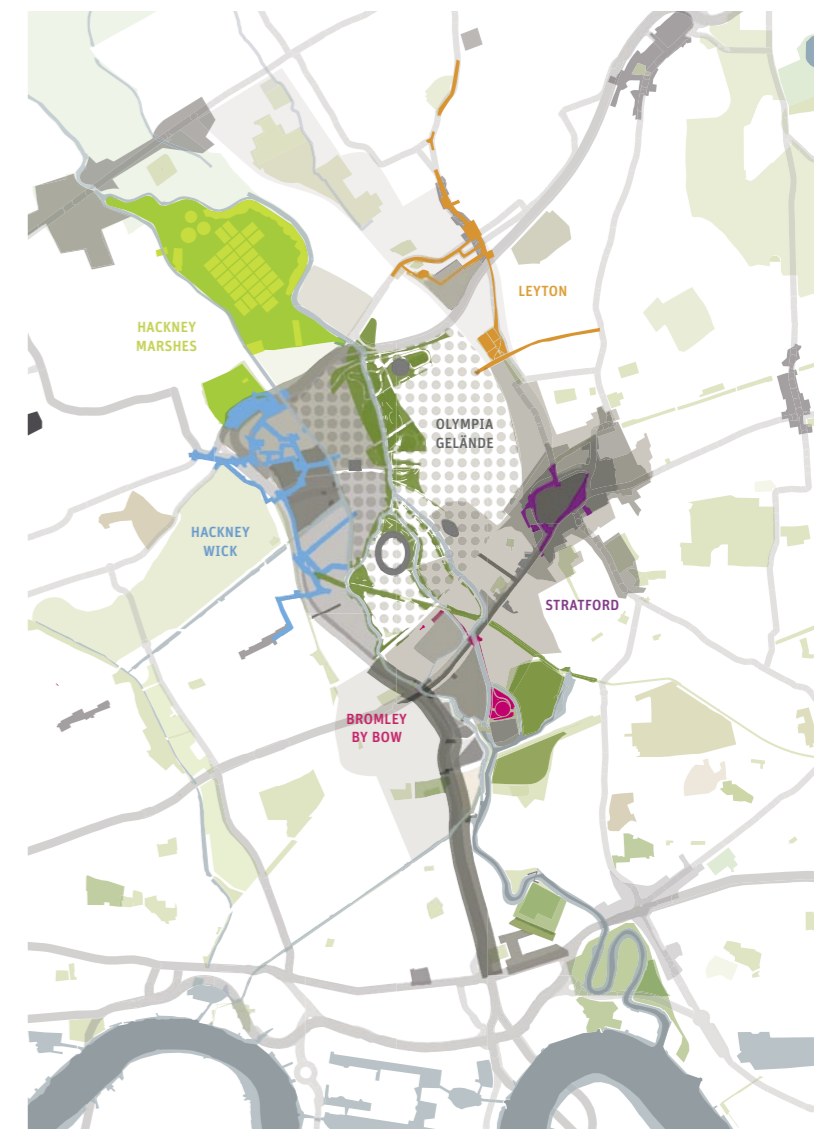 LEYTON
HACKNEY
MARSHES
OLYMPIA
GELÄNDE
HACKNEY
WICK
STRATFORD
BROMLEY
BY BOW